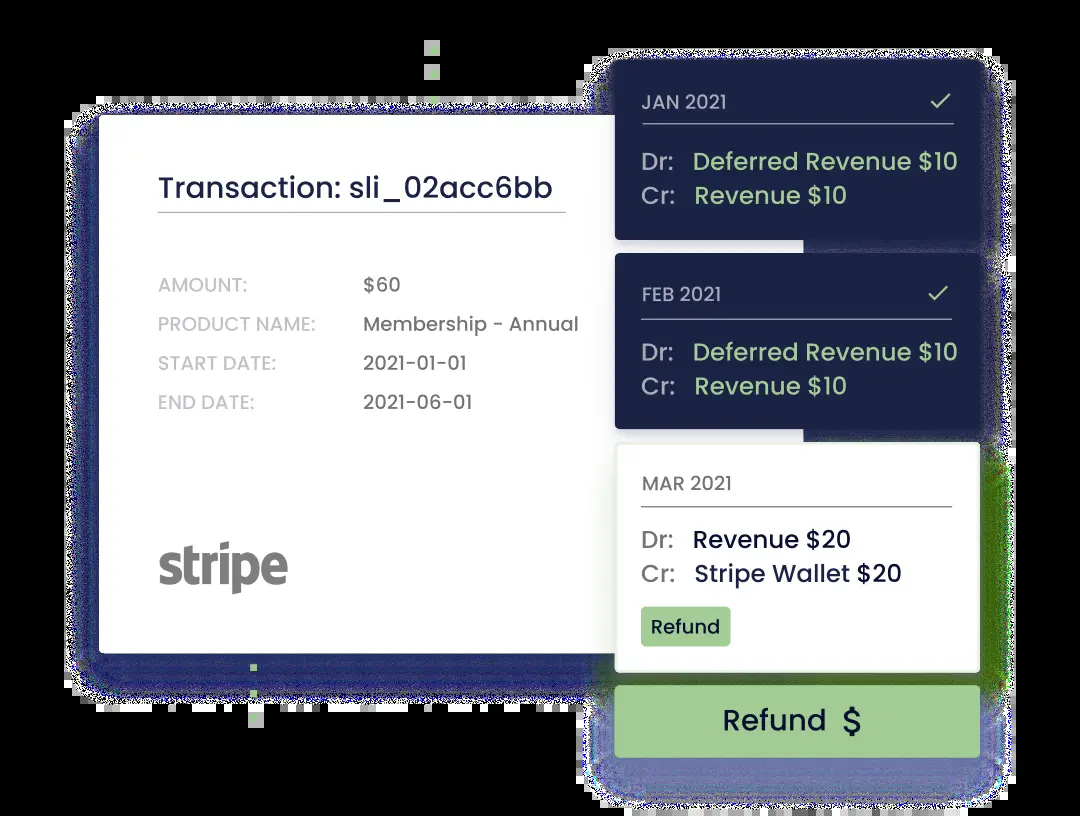 Transaction: sli_02acc6bb
AMOUNT: $60
PRODUCT NAME: Membership - Annual
START DATE: 2021-01-01
END DATE: 2021-06-01
stripe
JAN 2021
Dr: Deferred Revenue $10
Cr: Revenue $10
FEB 2021
Dr: Deferred Revenue $10
Cr: Revenue $10
MAR 2021
Dr: Revenue $20
Cr: Stripe Wallet $20
Refund
Refund $